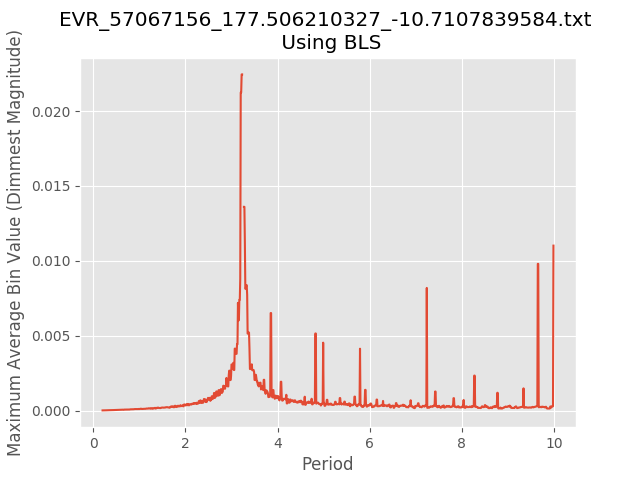 EVR_57067156_177.506210327_-10.7107839584.txt
Using BLS
Maximum Average Bin Value (Dimmest Magnitude)
0.020
0.015
0.010
0.005
0.000
0
2
4
6
8
10
Period